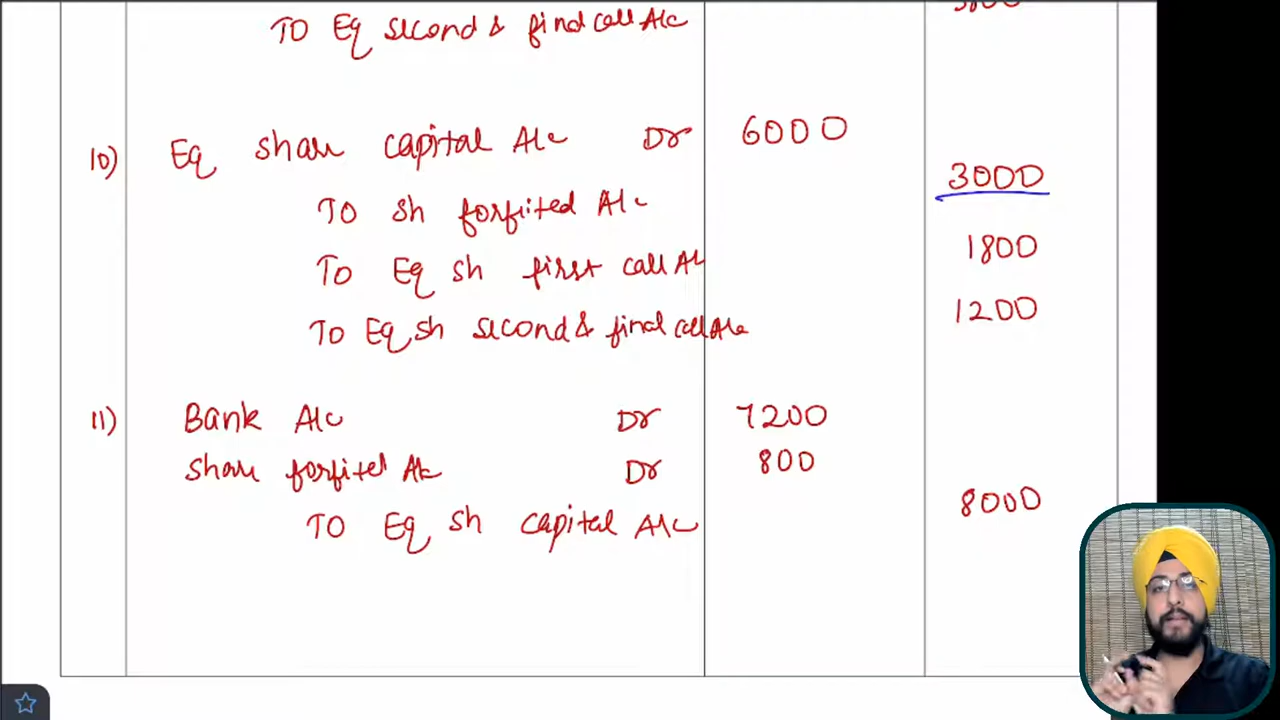 TO Eq second & final call A/c
10) Eq share capital A/c Dr 6000
TO sh forfited A/c 3000
TO Eq sh first call A/c 1800
TO Eq sh second & final call A/c 1200
11) Bank A/c Dr 7200
share forfited A/c Dr 800
TO Eq sh capital A/c 8000